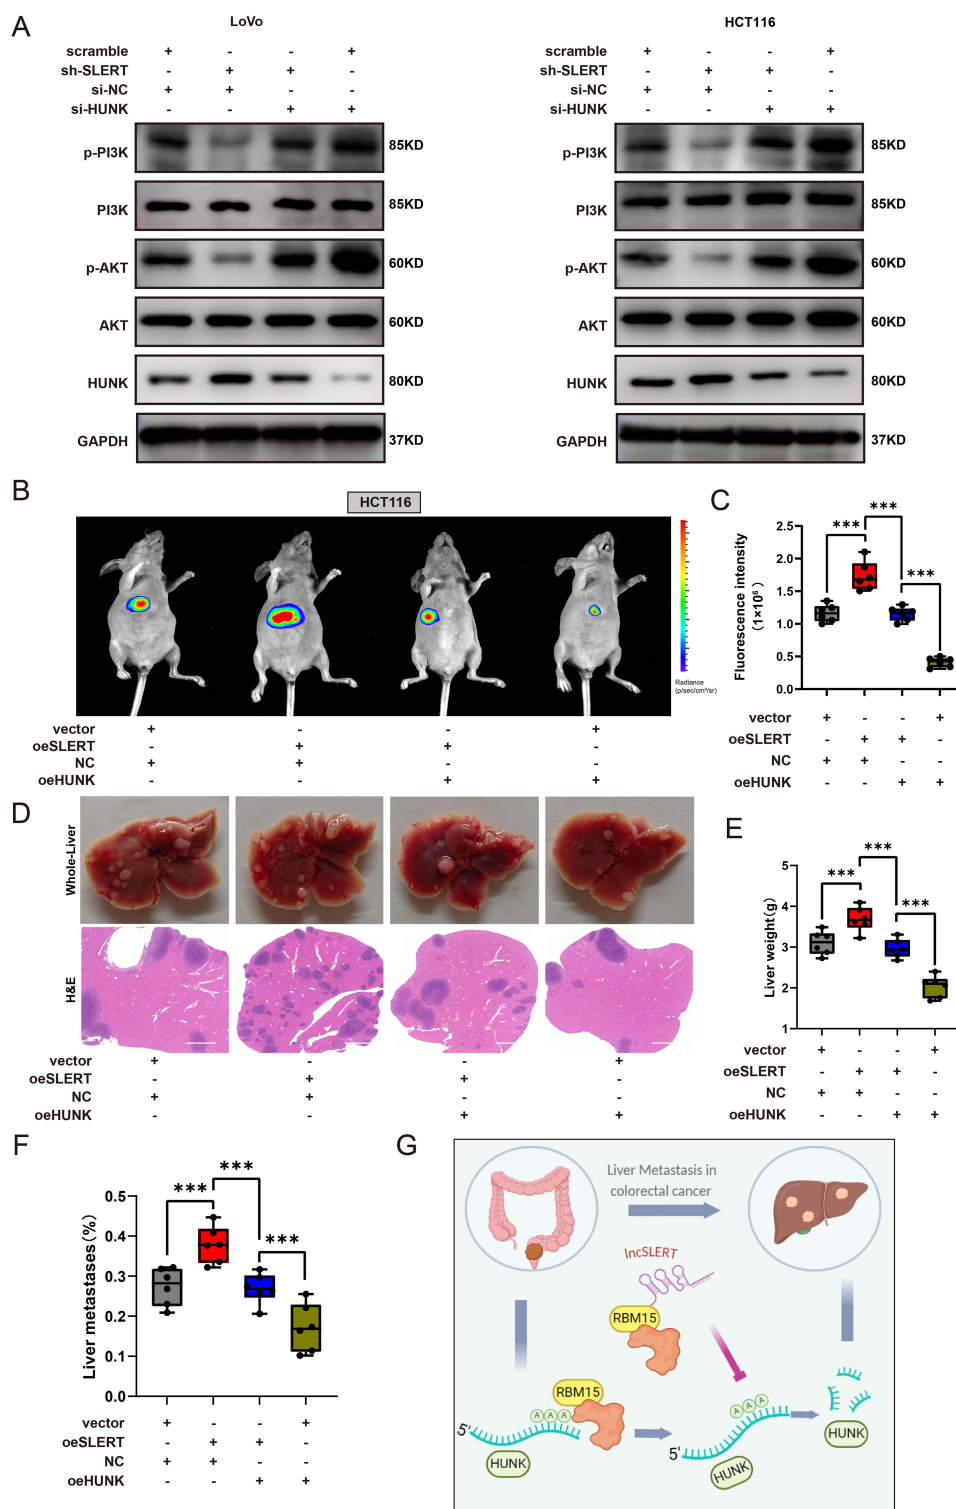 A
LoVo
scramble + - - +
sh-SLERT - + + -
si-NC + + - -
si-HUNK - - + +
p-PI3K 85KD
PI3K 85KD
p-AKT 60KD
AKT 60KD
HUNK 80KD
GAPDH 37KD
HCT116
scramble + - - +
sh-SLERT - + + -
si-NC + + - -
si-HUNK - - + +
p-PI3K 85KD
PI3K 85KD
p-AKT 60KD
AKT 60KD
HUNK 80KD
GAPDH 37KD
B
HCT116
Radiance
(p/sec/cm²/sr)
vector + - - +
oeSLERT - + + -
NC + + - -
oeHUNK - - + +
C
Fluorescence intensity
(1×10⁶)
2.5
2.0
1.5
1.0
0.5
0.0
*** *** ***
vector + - - +
oeSLERT - + + -
NC + + - -
oeHUNK - - + +
D
Whole-Liver
H&E
vector + - - +
oeSLERT - + + -
NC + + - -
oeHUNK - - + +
E
Liver weight(g)
5
4
3
2
1
*** *** ***
vector + - - +
oeSLERT - + + -
NC + + - -
oeHUNK - - + +
F
Liver metastases(%)
0.5
0.4
0.3
0.2
0.1
0.0
*** *** ***
vector + - - +
oeSLERT - + + -
NC + + - -
oeHUNK - - + +
G
Liver Metastasis in
colorectal cancer
lncSLERT
RBM15
RBM15
A A A
5'
HUNK
A A A
5'
HUNK
HUNK